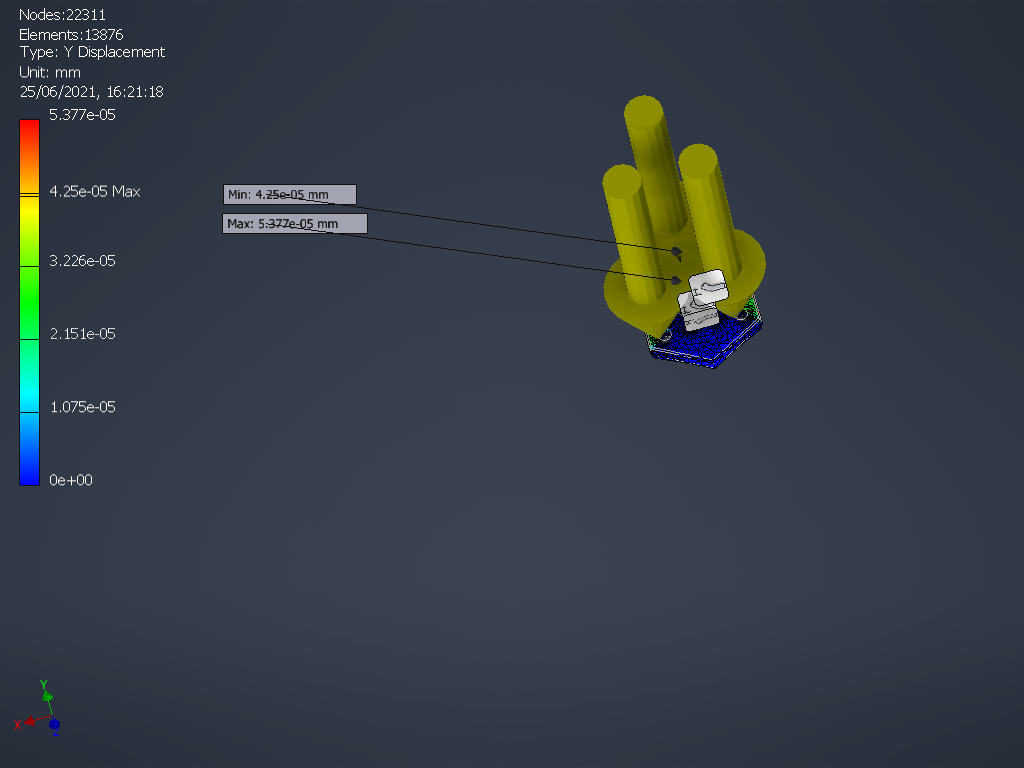 Nodes:22311
Elements:13876
Type: Y Displacement
Unit: mm
25/06/2021, 16:21:18
5.377e-05
4.25e-05 Max
3.226e-05
2.151e-05
1.075e-05
0e+00
Min: 4.25e-05 mm
Max: 5.377e-05 mm
Y
X
Z